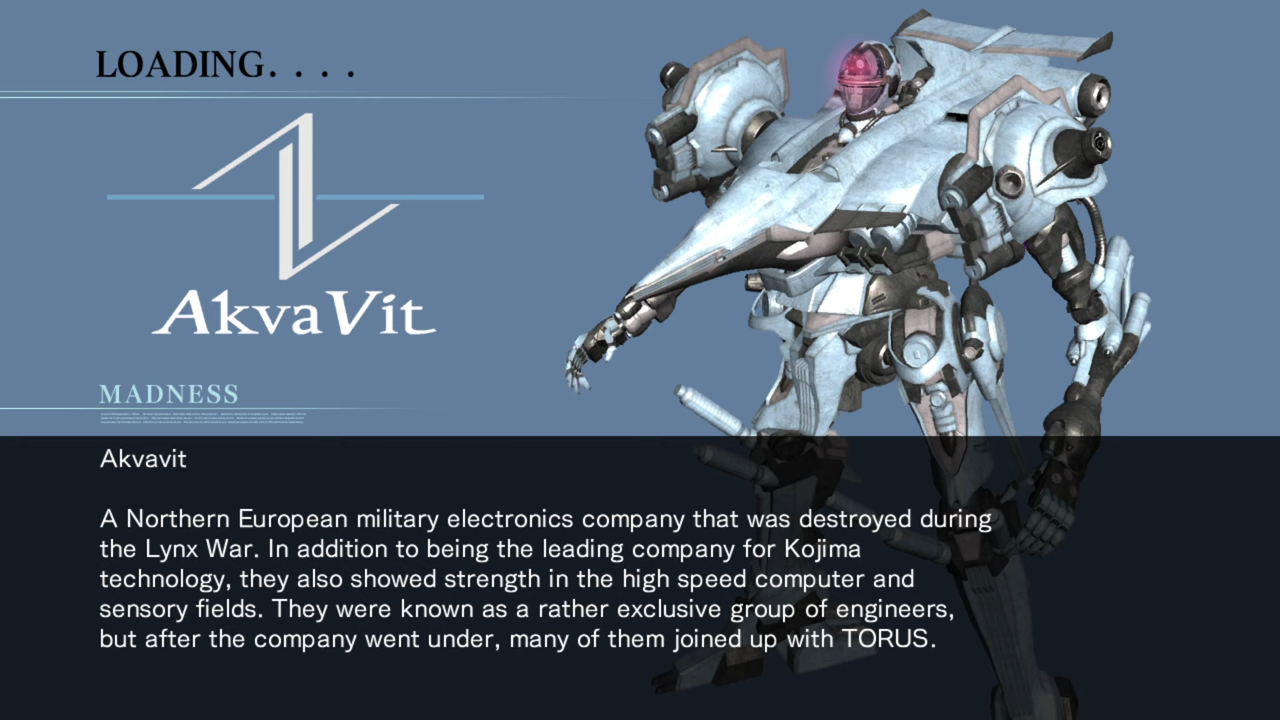 LOADING. . . .
AkvaVit
MADNESS
Akvavit
A Northern European military electronics company that was destroyed during
the Lynx War. In addition to being the leading company for Kojima
technology, they also showed strength in the high speed computer and
sensory fields. They were known as a rather exclusive group of engineers,
but after the company went under, many of them joined up with TORUS.